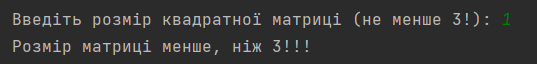 Введіть розмір квадратної матриці (не менше 3!): 1
Розмір матриці менше, ніж 3!!!